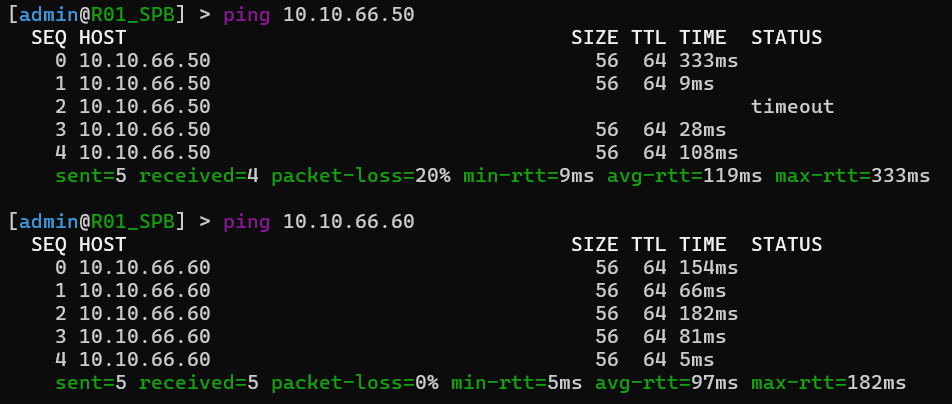 [admin@R01_SPB] > ping 10.10.66.50
SEQ HOST SIZE TTL TIME STATUS
0 10.10.66.50 56 64 333ms
1 10.10.66.50 56 64 9ms
2 10.10.66.50 timeout
3 10.10.66.50 56 64 28ms
4 10.10.66.50 56 64 108ms
sent=5 received=4 packet-loss=20% min-rtt=9ms avg-rtt=119ms max-rtt=333ms
[admin@R01_SPB] > ping 10.10.66.60
SEQ HOST SIZE TTL TIME STATUS
0 10.10.66.60 56 64 154ms
1 10.10.66.60 56 64 66ms
2 10.10.66.60 56 64 182ms
3 10.10.66.60 56 64 81ms
4 10.10.66.60 56 64 5ms
sent=5 received=5 packet-loss=0% min-rtt=5ms avg-rtt=97ms max-rtt=182ms